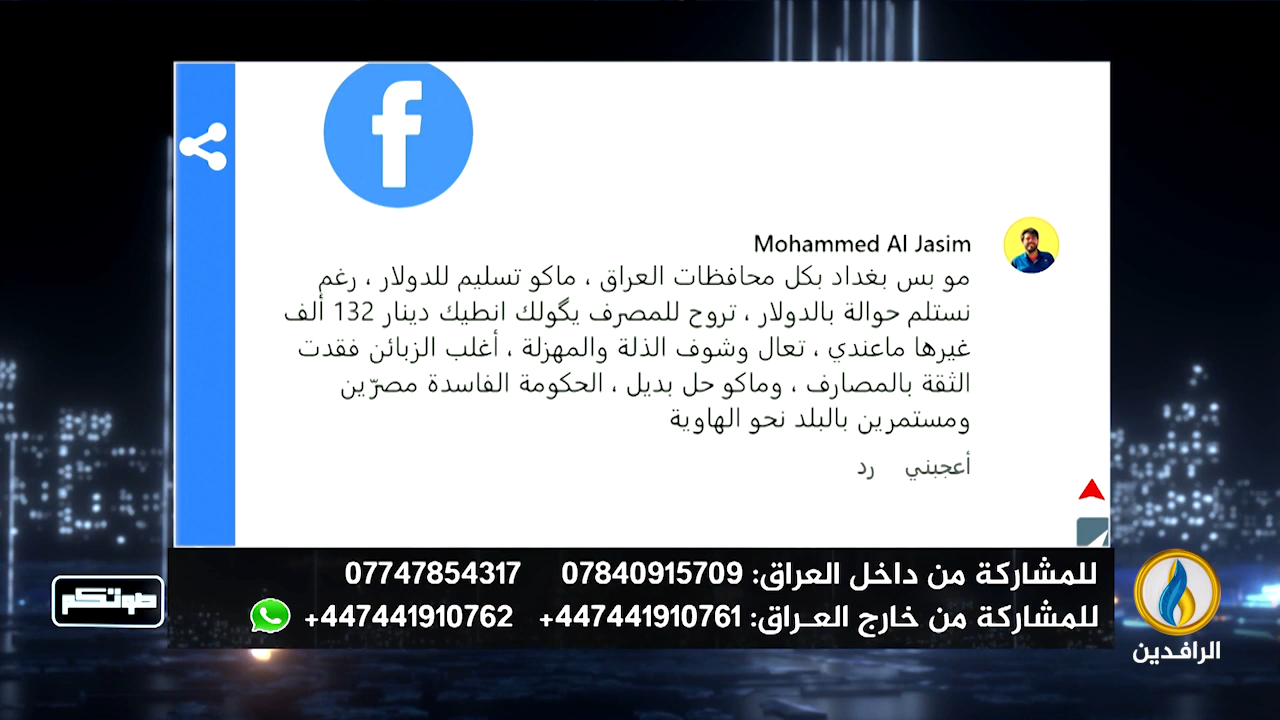 f
Mohammed Al Jasim
مو بس بغداد بكل محافظات العراق ، ماكو تسليم للدولار ، رغم
نستلم حوالة بالدولار ، تروح للمصرف يگولك انطيك دينار 132 ألف
غيرها ماعندي ، تعال وشوف الذلة والمهزلة ، أغلب الزبائن فقدت
الثقة بالمصارف ، وماكو حل بديل ، الحكومة الفاسدة مصرّين
ومستمرين بالبلد نحو الهاوية
أعجبني رد
للمشاركة من داخل العراق: 07840915709 07747854317
للمشاركة من خارج العـراق: 447441910761+ 447441910762+
صوتكم
الرافدين